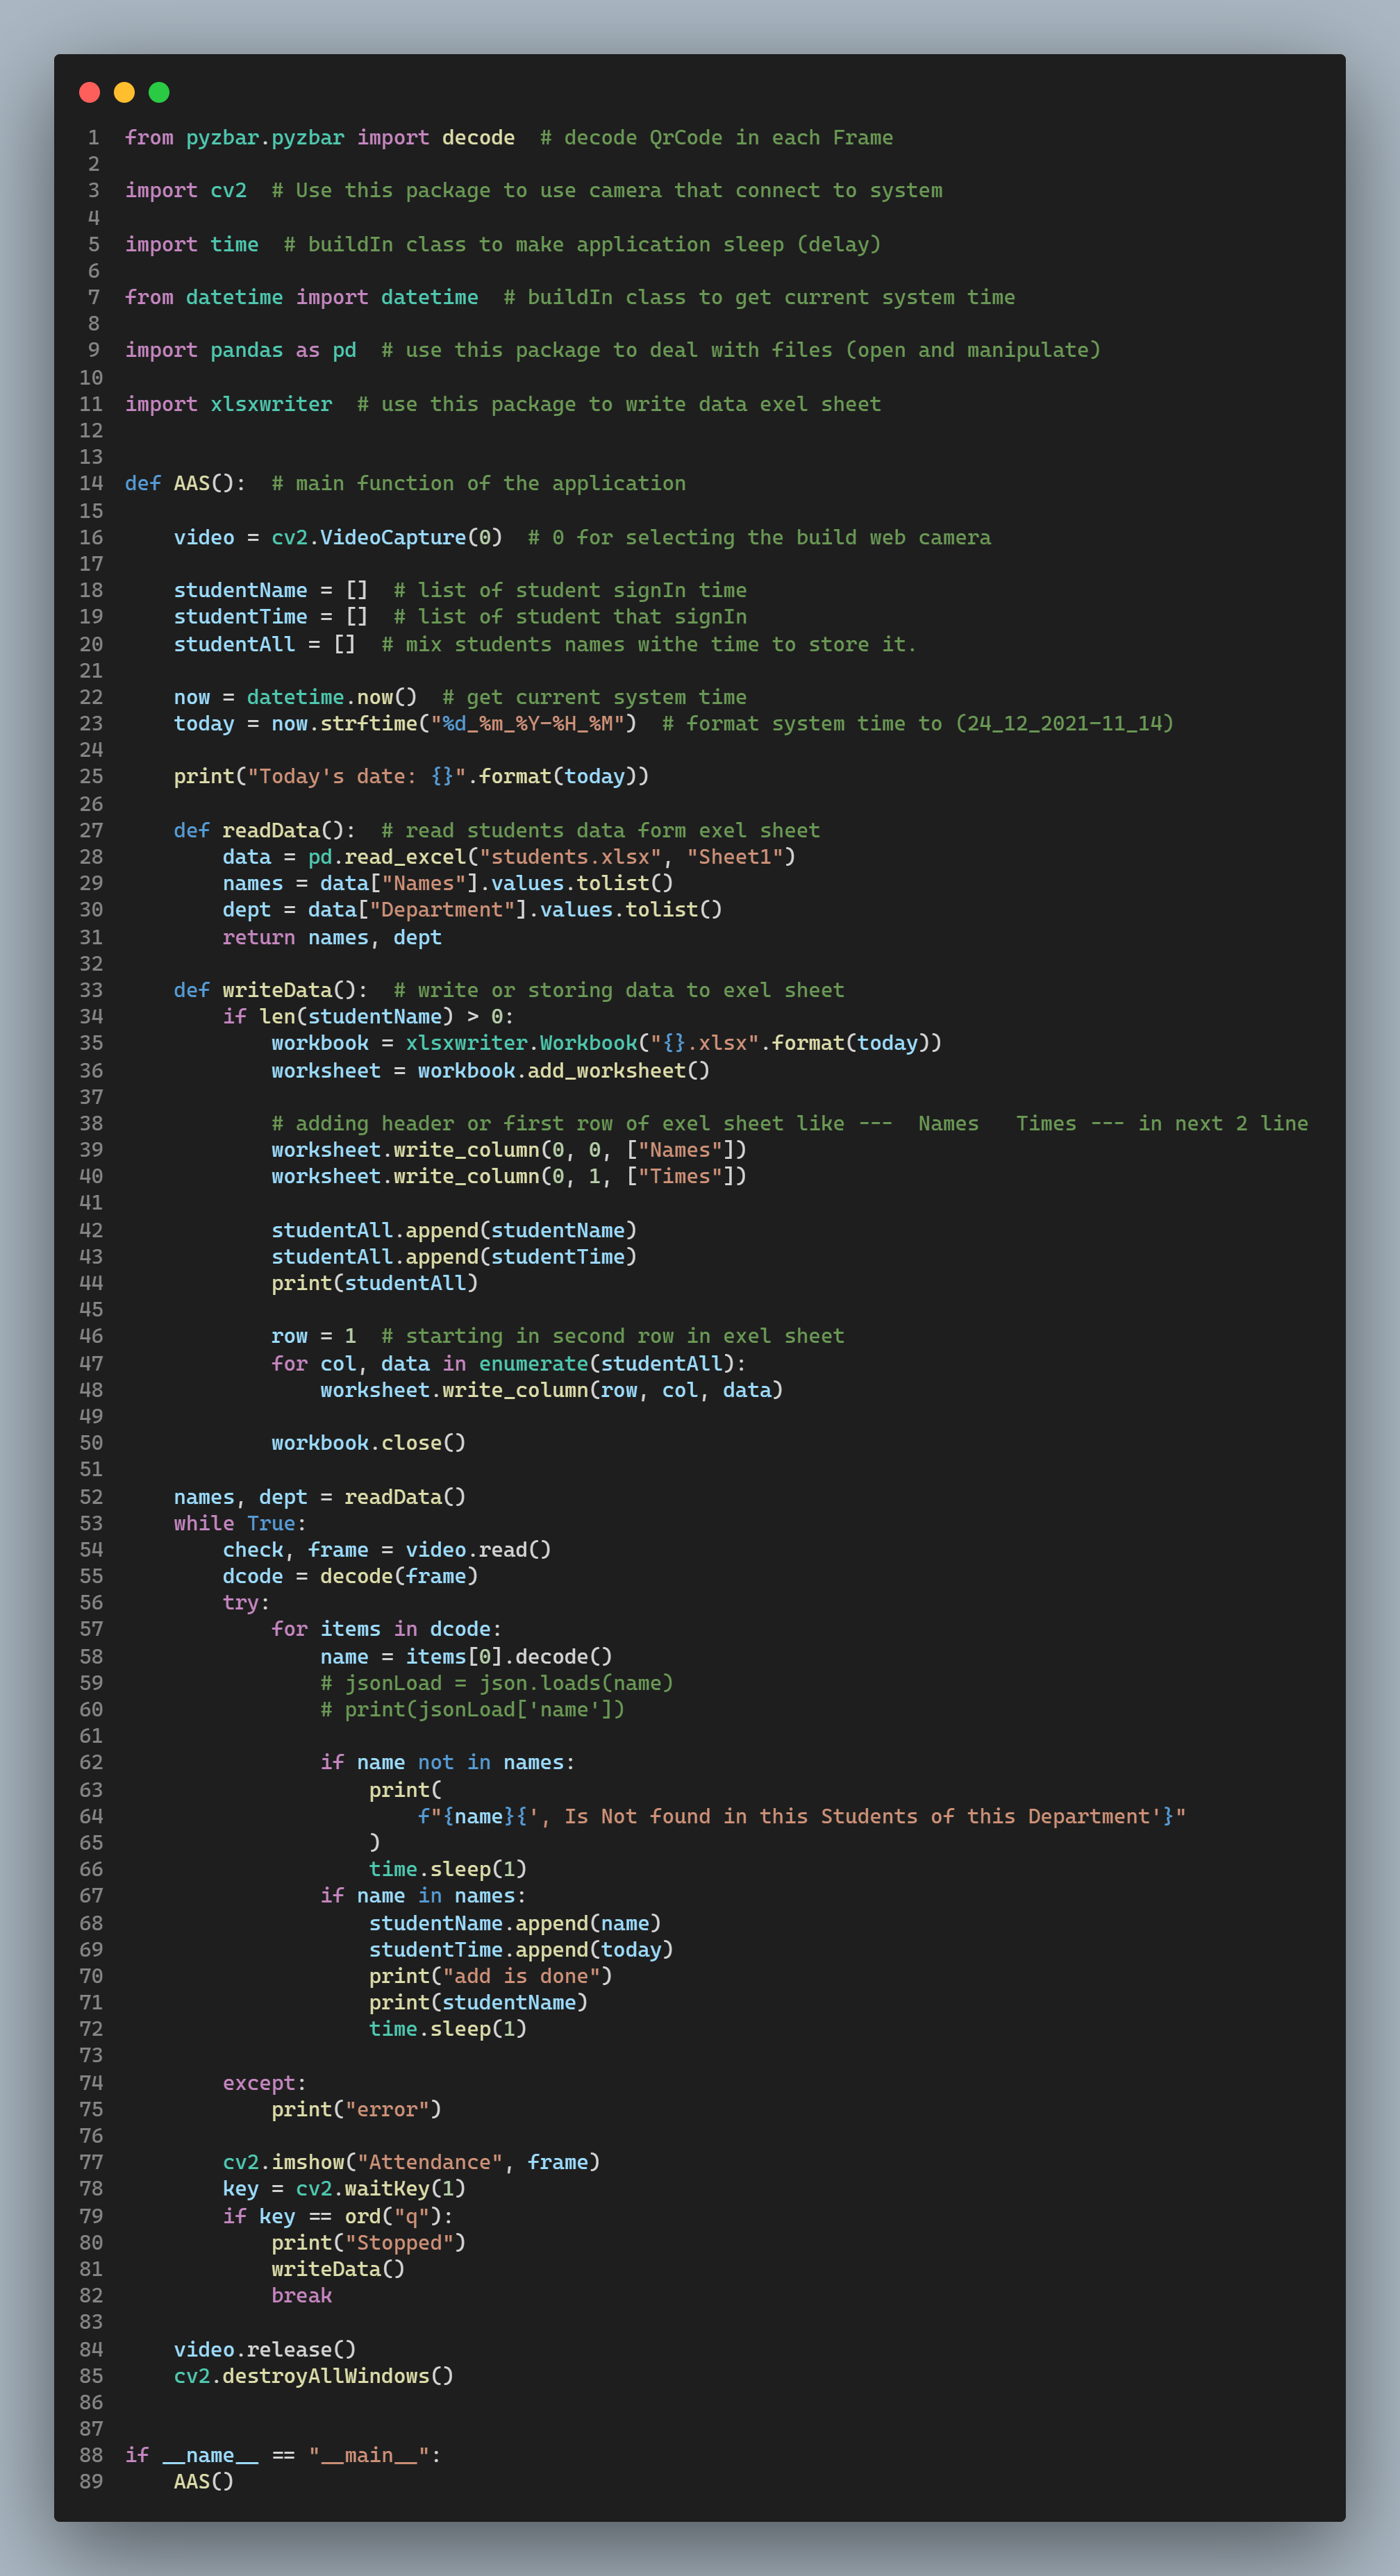 1 from pyzbar.pyzbar import decode  # decode QrCode in each Frame
2
3 import cv2  # Use this package to use camera that connect to system
4
5 import time  # buildIn class to make application sleep (delay)
6
7 from datetime import datetime  # buildIn class to get current system time
8
9 import pandas as pd  # use this package to deal with files (open and manipulate)
10
11 import xlsxwriter  # use this package to write data exel sheet
12
13
14 def AAS():  # main function of the application
15
16     video = cv2.VideoCapture(0)  # 0 for selecting the build web camera
17
18     studentName = []  # list of student signIn time
19     studentTime = []  # list of student that signIn
20     studentAll = []  # mix students names withe time to store it.
21
22     now = datetime.now()  # get current system time
23     today = now.strftime("%d_%m_%Y-%H_%M")  # format system time to (24_12_2021-11_14)
24
25     print("Today's date: {}".format(today))
26
27     def readData():  # read students data form exel sheet
28         data = pd.read_excel("students.xlsx", "Sheet1")
29         names = data["Names"].values.tolist()
30         dept = data["Department"].values.tolist()
31         return names, dept
32
33     def writeData():  # write or storing data to exel sheet
34         if len(studentName) > 0:
35             workbook = xlsxwriter.Workbook("{}.xlsx".format(today))
36             worksheet = workbook.add_worksheet()
37
38             # adding header or first row of exel sheet like ---  Names   Times --- in next 2 line
39             worksheet.write_column(0, 0, ["Names"])
40             worksheet.write_column(0, 1, ["Times"])
41
42             studentAll.append(studentName)
43             studentAll.append(studentTime)
44             print(studentAll)
45
46             row = 1  # starting in second row in exel sheet
47             for col, data in enumerate(studentAll):
48                 worksheet.write_column(row, col, data)
49
50             workbook.close()
51
52     names, dept = readData()
53     while True:
54         check, frame = video.read()
55         dcode = decode(frame)
56         try:
57             for items in dcode:
58                 name = items[0].decode()
59                 # jsonLoad = json.loads(name)
60                 # print(jsonLoad['name'])
61
62                 if name not in names:
63                     print(
64                         f"{name}{', Is Not found in this Students of this Department'}"
65                     )
66                     time.sleep(1)
67                 if name in names:
68                     studentName.append(name)
69                     studentTime.append(today)
70                     print("add is done")
71                     print(studentName)
72                     time.sleep(1)
73
74         except:
75             print("error")
76
77         cv2.imshow("Attendance", frame)
78         key = cv2.waitKey(1)
79         if key == ord("q"):
80             print("Stopped")
81             writeData()
82             break
83
84     video.release()
85     cv2.destroyAllWindows()
86
87
88 if __name__ == "__main__":
89     AAS()